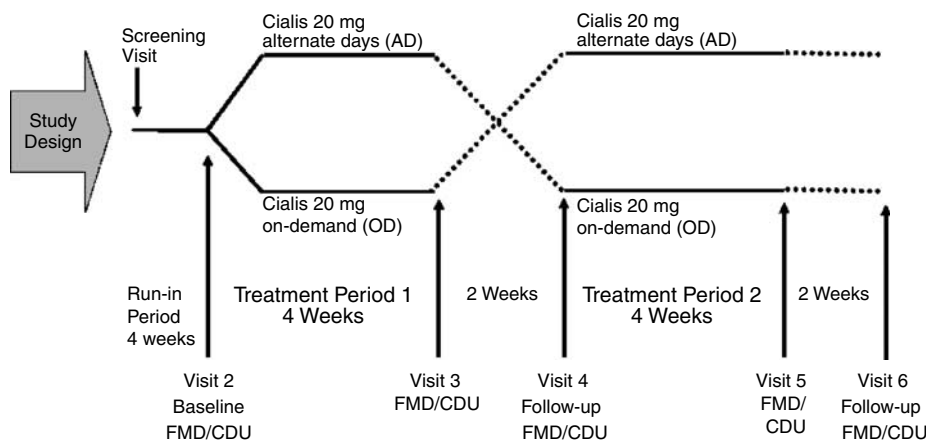 Screening
Visit
Study
Design
Cialis 20 mg
alternate days (AD)
Cialis 20 mg
alternate days (AD)
Cialis 20 mg
on-demand (OD)
Cialis 20 mg
on-demand (OD)
Run-in
Period
4 weeks
Treatment Period 1
4 Weeks
2 Weeks
Treatment Period 2
4 Weeks
2 Weeks
Visit 2
Baseline
FMD/CDU
Visit 3
FMD/CDU
Visit 4
Follow-up
FMD/CDU
Visit 5
FMD/
CDU
Visit 6
Follow-up
FMD/CDU